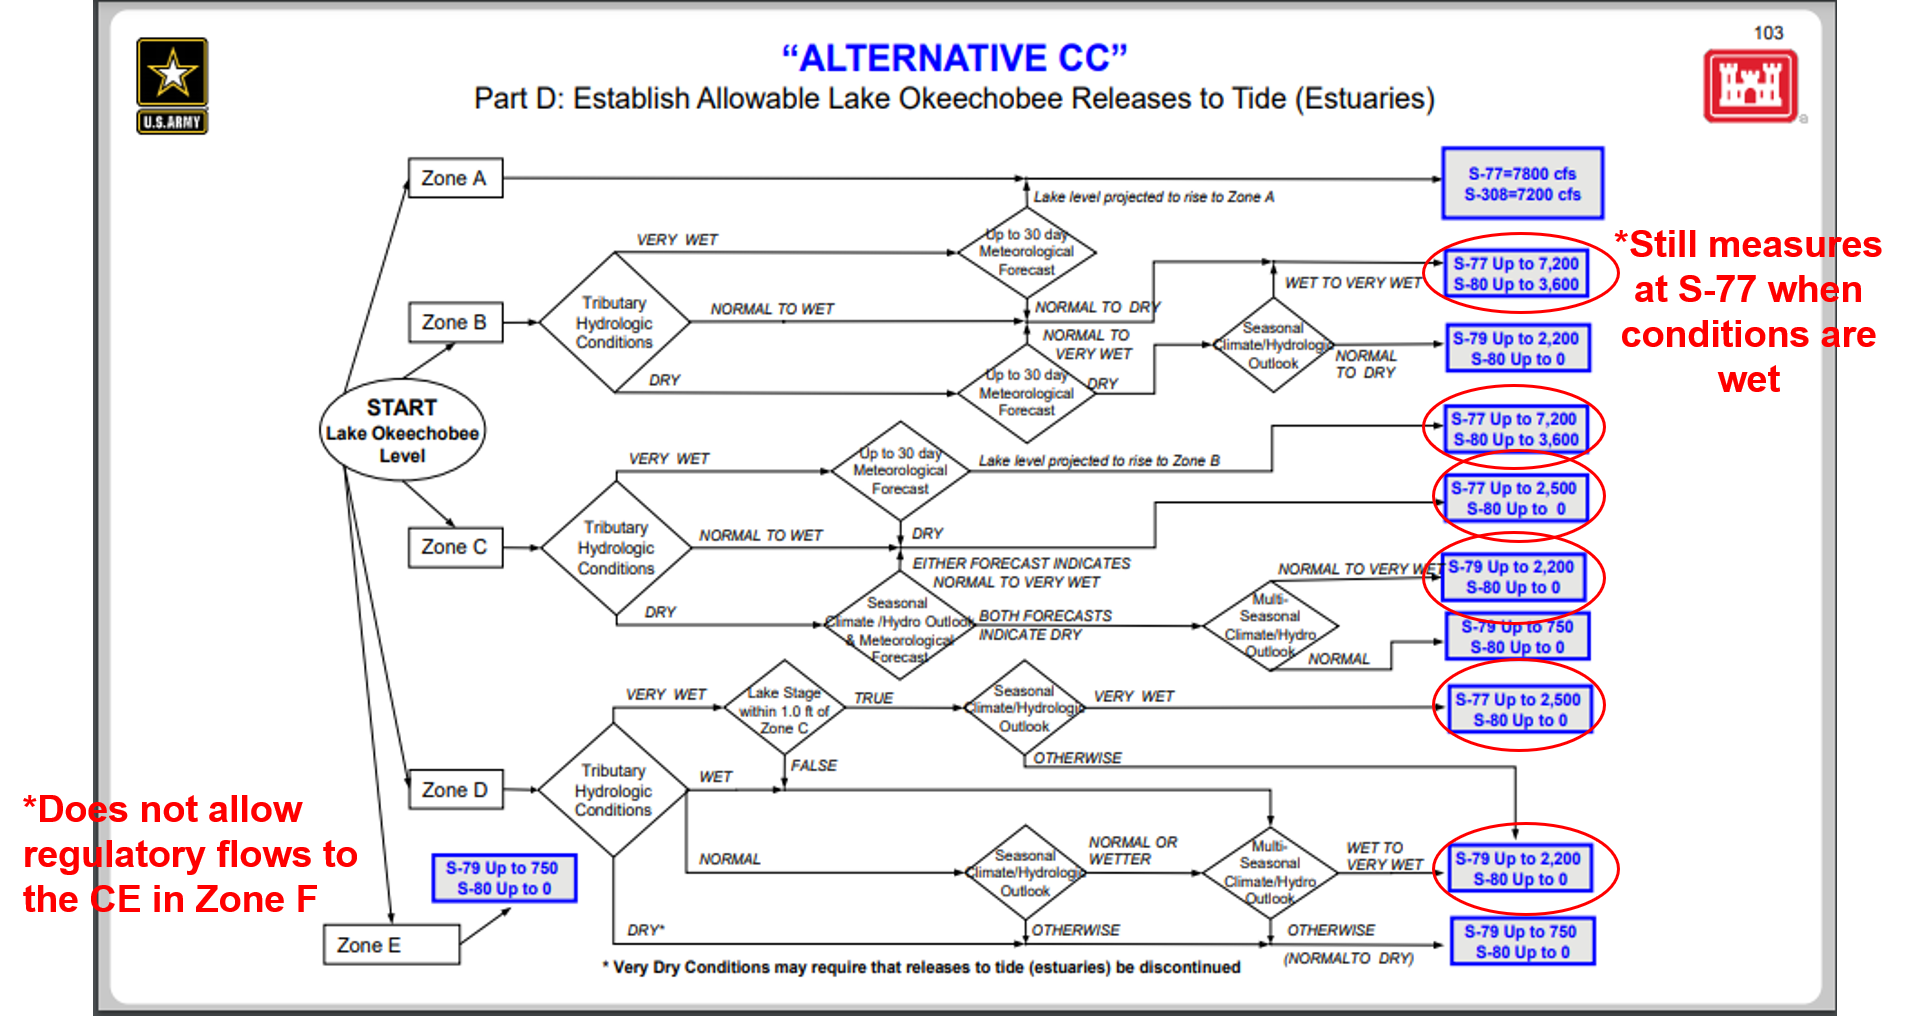 103
“ALTERNATIVE CC”
Part D: Establish Allowable Lake Okeechobee Releases to Tide (Estuaries)
U.S.ARMY
Zone A
Lake level projected to rise to Zone A
S-77=7800 cfs
S-308=7200 cfs
VERY WET
Up to 30 day
Meteorological
Forecast
Zone B
Tributary
Hydrologic
Conditions
NORMAL TO WET
NORMAL TO DRY
NORMAL TO
VERY WET
WET TO VERY WET
S-77 Up to 7,200
S-80 Up to 3,600
*Still measures
at S-77 when
conditions are
wet
DRY
Up to 30 day
Meteorological
Forecast
DRY
Seasonal
Climate/Hydrologic
Outlook
NORMAL
TO DRY
S-79 Up to 2,200
S-80 Up to 0
START
Lake Okeechobee
Level
VERY WET
Up to 30 day
Meteorological
Forecast
Lake level projected to rise to Zone B
S-77 Up to 7,200
S-80 Up to 3,600
Zone C
Tributary
Hydrologic
Conditions
NORMAL TO WET
DRY
S-77 Up to 2,500
S-80 Up to 0
EITHER FORECAST INDICATES
NORMAL TO VERY WET
DRY
Seasonal
Climate /Hydro Outlook
& Meteorological
Forecast
BOTH FORECASTS
INDICATE DRY
Multi-
Seasonal
Climate/Hydro
Outlook
NORMAL TO VERY WET
S-79 Up to 2,200
S-80 Up to 0
NORMAL
S-79 Up to 750
S-80 Up to 0
VERY WET
Lake Stage
within 1.0 ft of
Zone C
TRUE
Seasonal
Climate/Hydrologic
Outlook
VERY WET
S-77 Up to 2,500
S-80 Up to 0
FALSE
OTHERWISE
Zone D
Tributary
Hydrologic
Conditions
WET
NORMAL
Seasonal
Climate/Hydrologic
Outlook
NORMAL OR
WETTER
Multi-
Seasonal
Climate/Hydro
Outlook
WET TO
VERY WET
S-79 Up to 2,200
S-80 Up to 0
*Does not allow
regulatory flows to
the CE in Zone F
S-79 Up to 750
S-80 Up to 0
Zone E
DRY*
OTHERWISE
OTHERWISE
(NORMALTO DRY)
S-79 Up to 750
S-80 Up to 0
* Very Dry Conditions may require that releases to tide (estuaries) be discontinued